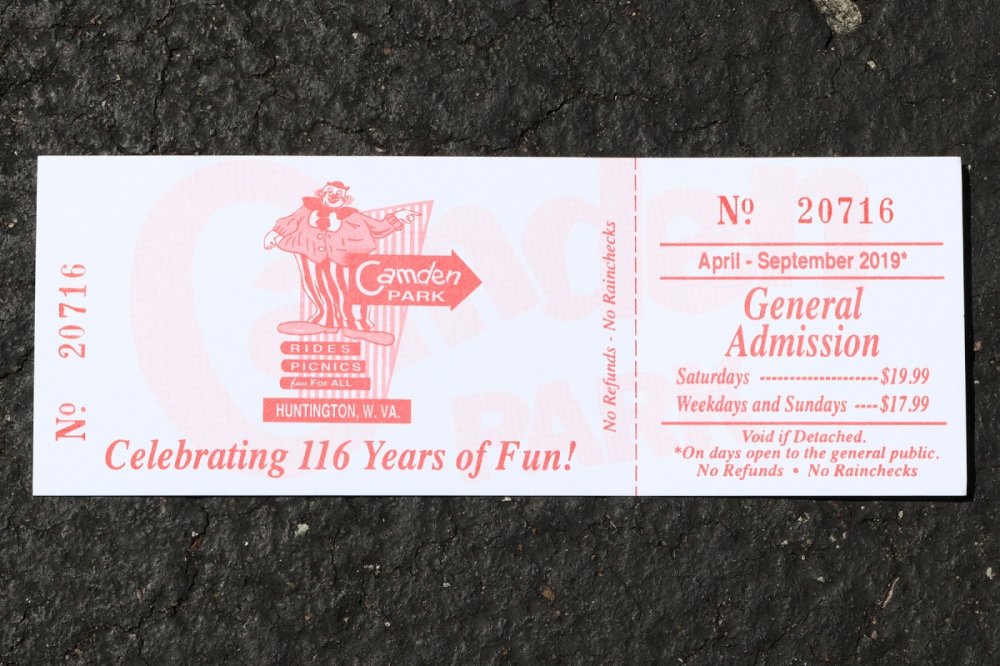 Nº 20716
Camden
PARK
RIDES
PICNICS
fun For ALL
HUNTINGTON, W. VA.
Celebrating 116 Years of Fun!
No Refunds - No Rainchecks
Nº 20716
April - September 2019*
General
Admission
Saturdays -------------------- $19.99
Weekdays and Sundays ---- $17.99
Void if Detached.
*On days open to the general public.
No Refunds • No Rainchecks
Camden
PARK